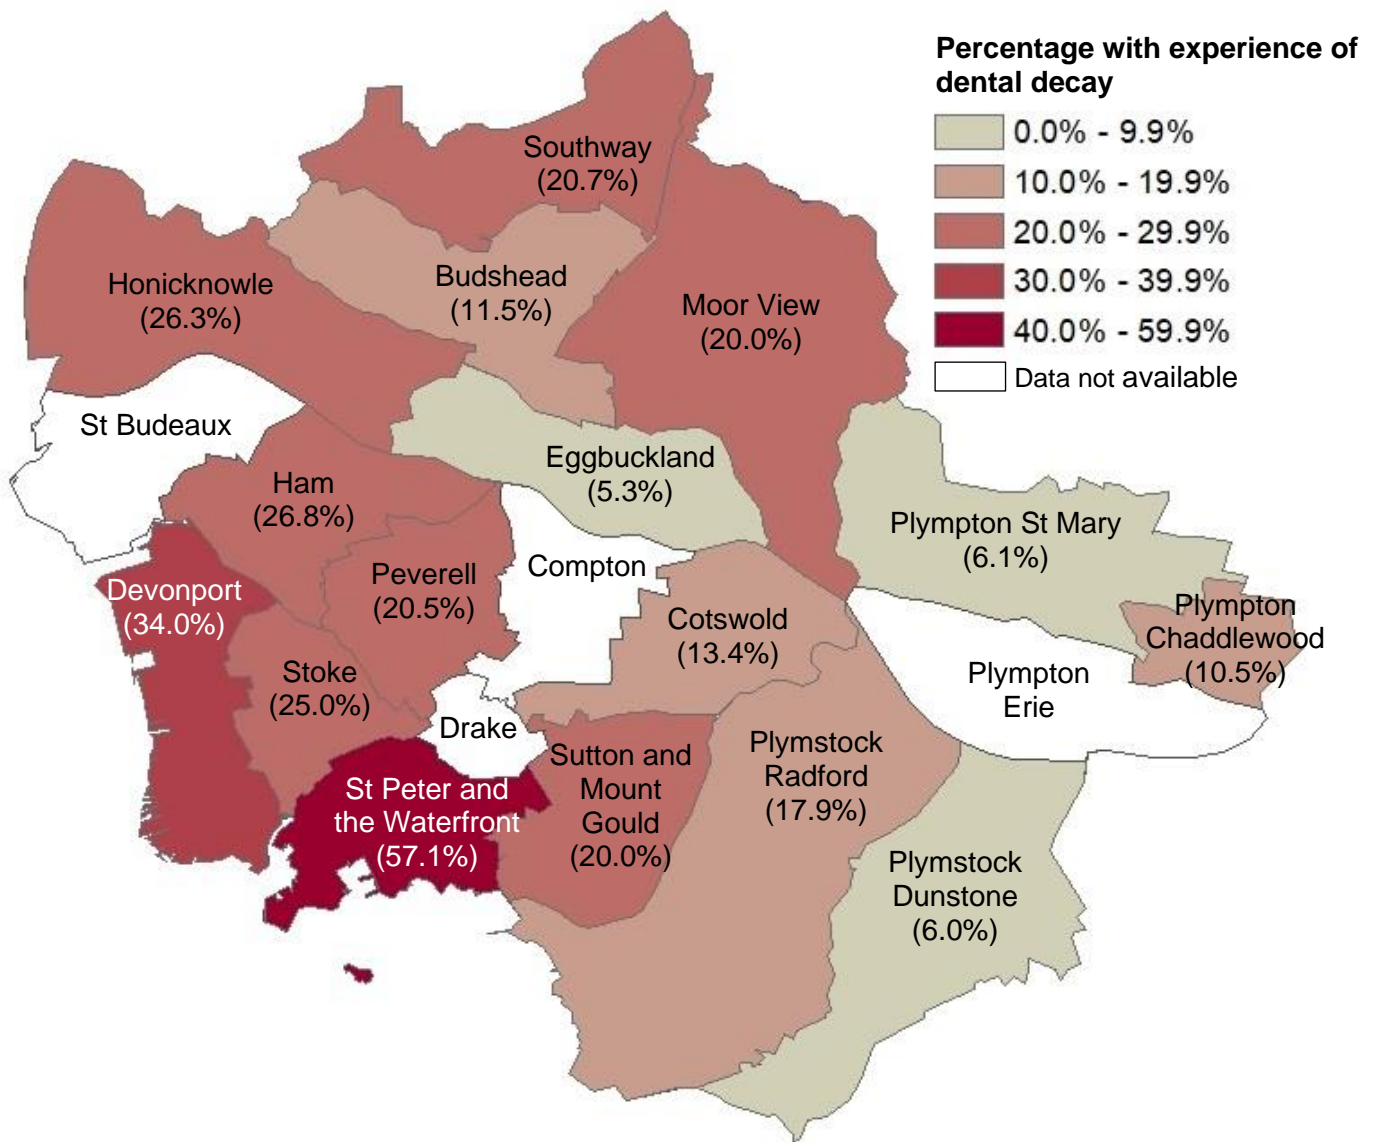 Percentage with experience of
dental decay
0.0% - 9.9%
10.0% - 19.9%
20.0% - 29.9%
30.0% - 39.9%
40.0% - 59.9%
Data not available
Southway
(20.7%)
Honicknowle
(26.3%)
Budshead
(11.5%)
Moor View
(20.0%)
St Budeaux
Eggbuckland
(5.3%)
Ham
(26.8%)
Plympton St Mary
(6.1%)
Compton
Peverell
(20.5%)
Devonport
(34.0%)
Cotswold
(13.4%)
Plympton
Chaddlewood
(10.5%)
Stoke
(25.0%)
Plympton
Erie
Drake
Sutton and
Mount
Gould
(20.0%)
Plymstock
Radford
(17.9%)
St Peter and
the Waterfront
(57.1%)
Plymstock
Dunstone
(6.0%)